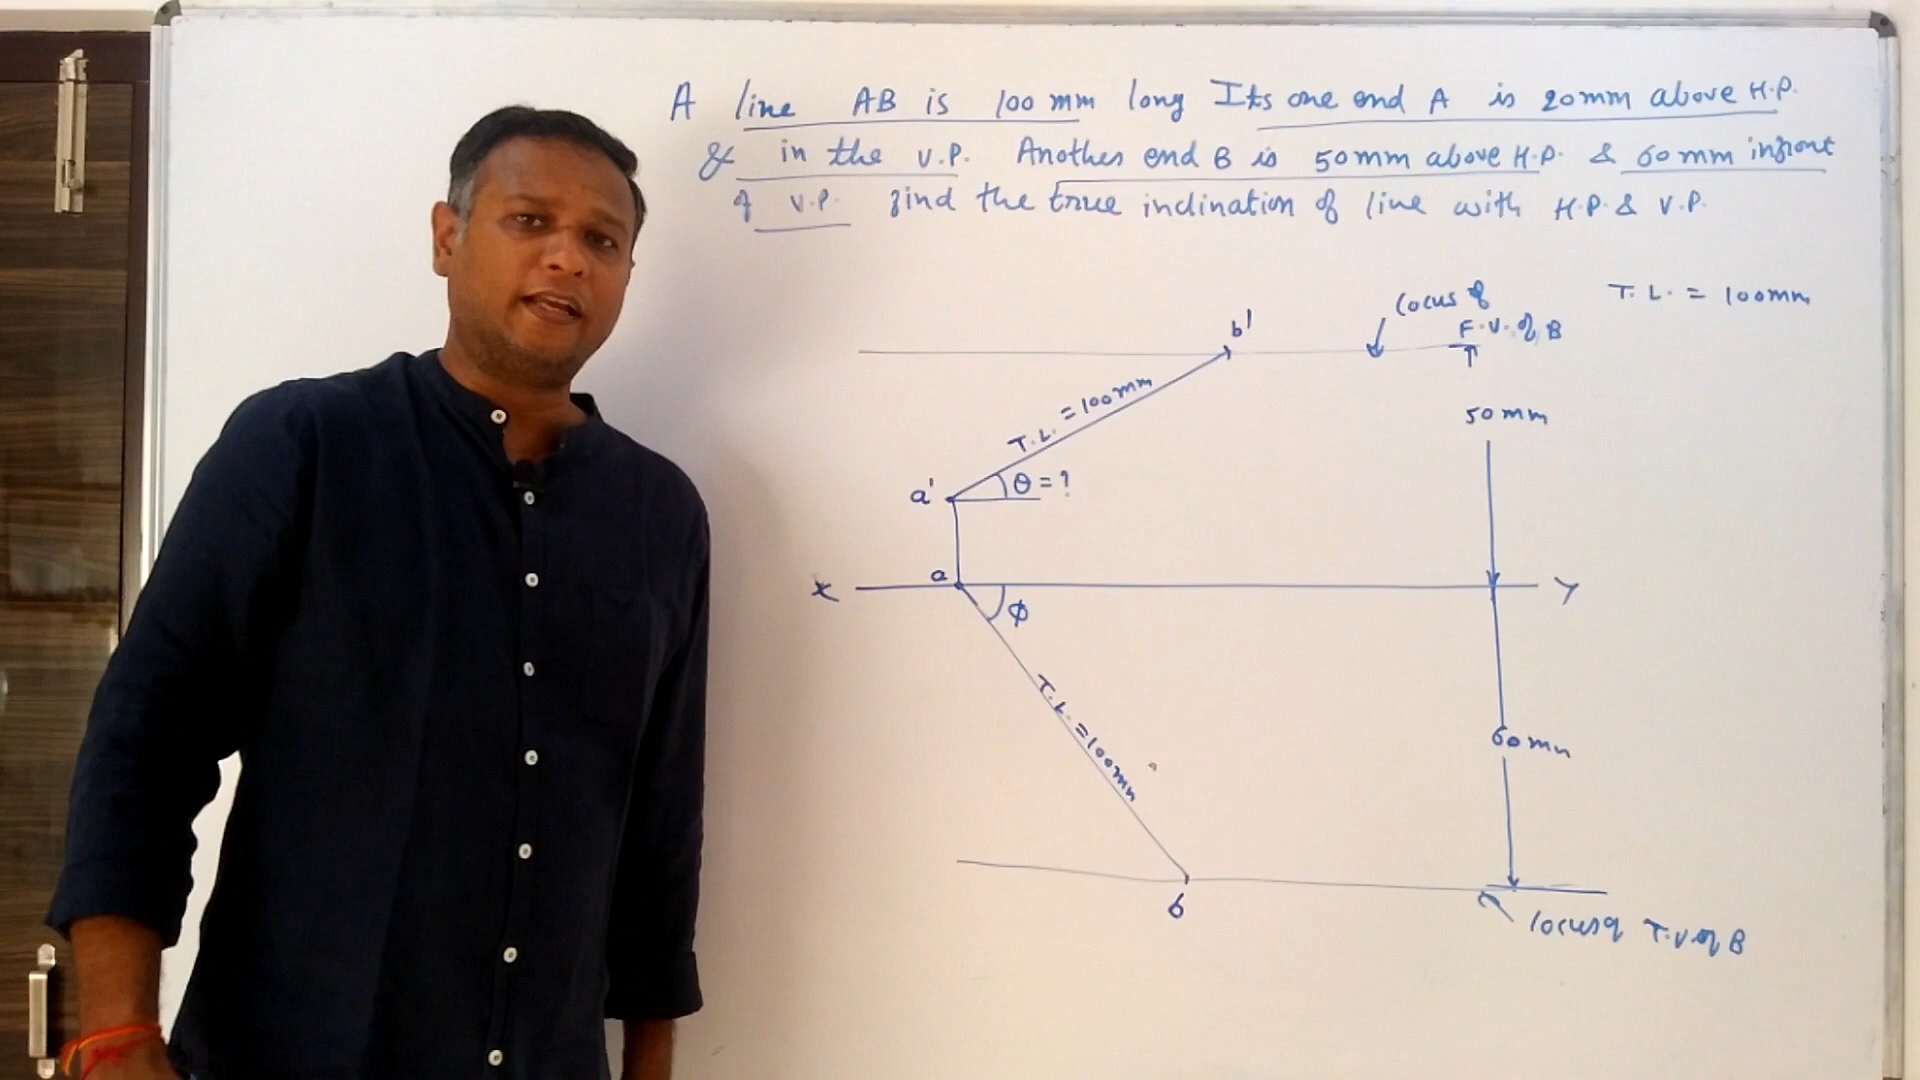 A line AB is 100 mm long Its one end A is 20mm above H.P.
& in the V.P. Another end B is 50mm above H.P. & 60mm infront
of V.P. find the true inclination of line with H.P. & V.P.
T.L. = 100mm
locus of
F.V. of B
b'
T.L. = 100mm
50mm
a'
θ = ?
a
X
Y
ϕ
T.L. = 100mm
60mm
b
locus of T.V. of B